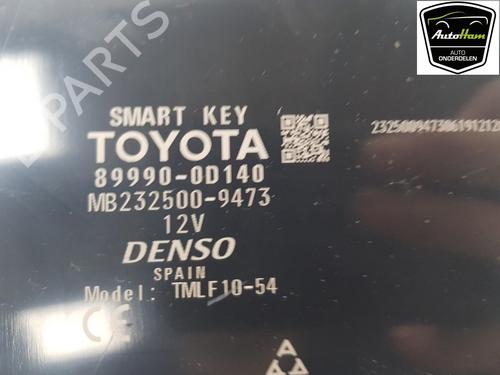 AutoHam
AUTO
ONDERDELEN
SMART KEY
TOYOTA
89990-0D140
MB232500-9473
12V
DENSO
SPAIN
Model: TMLF10-54
CE
PARTS